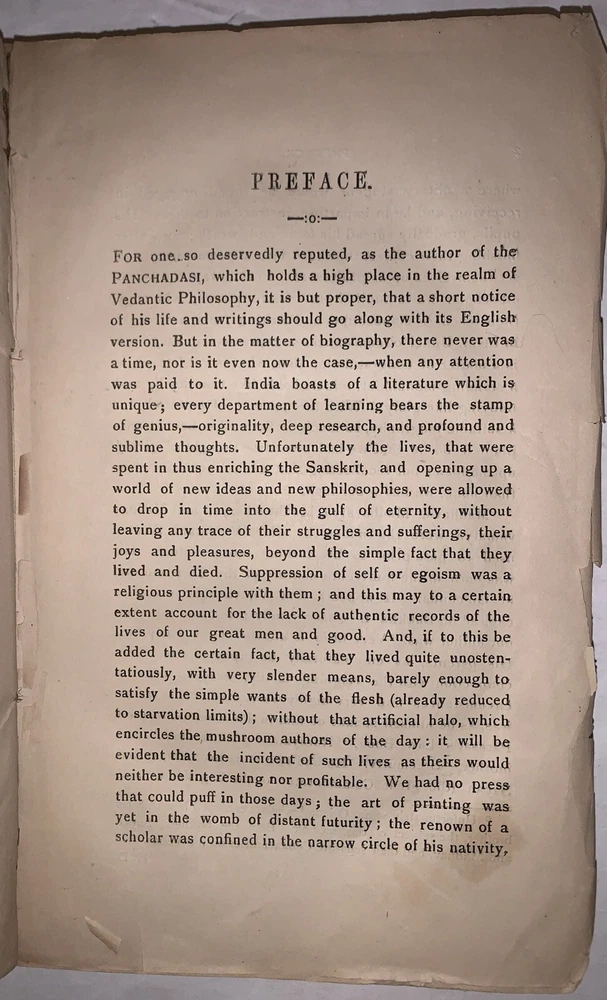 PREFACE.
—:o:—
FOR one so deservedly reputed, as the author of the
PANCHADASI, which holds a high place in the realm of
Vedantic Philosophy, it is but proper, that a short notice
of his life and writings should go along with its English
version. But in the matter of biography, there never was
a time, nor is it even now the case,—when any attention
was paid to it. India boasts of a literature which is
unique; every department of learning bears the stamp
of genius,—originality, deep research, and profound and
sublime thoughts. Unfortunately the lives, that were
spent in thus enriching the Sanskrit, and opening up a
world of new ideas and new philosophies, were allowed
to drop in time into the gulf of eternity, without
leaving any trace of their struggles and sufferings, their
joys and pleasures, beyond the simple fact that they
lived and died. Suppression of self or egoism was a
religious principle with them; and this may to a certain
extent account for the lack of authentic records of the
lives of our great men and good. And, if to this be
added the certain fact, that they lived quite unosten-
tatiously, with very slender means, barely enough to
satisfy the simple wants of the flesh (already reduced
to starvation limits); without that artificial halo, which
encircles the mushroom authors of the day: it will be
evident that the incident of such lives as theirs would
neither be interesting nor profitable. We had no press
that could puff in those days; the art of printing was
yet in the womb of distant futurity; the renown of a
scholar was confined in the narrow circle of his nativity,